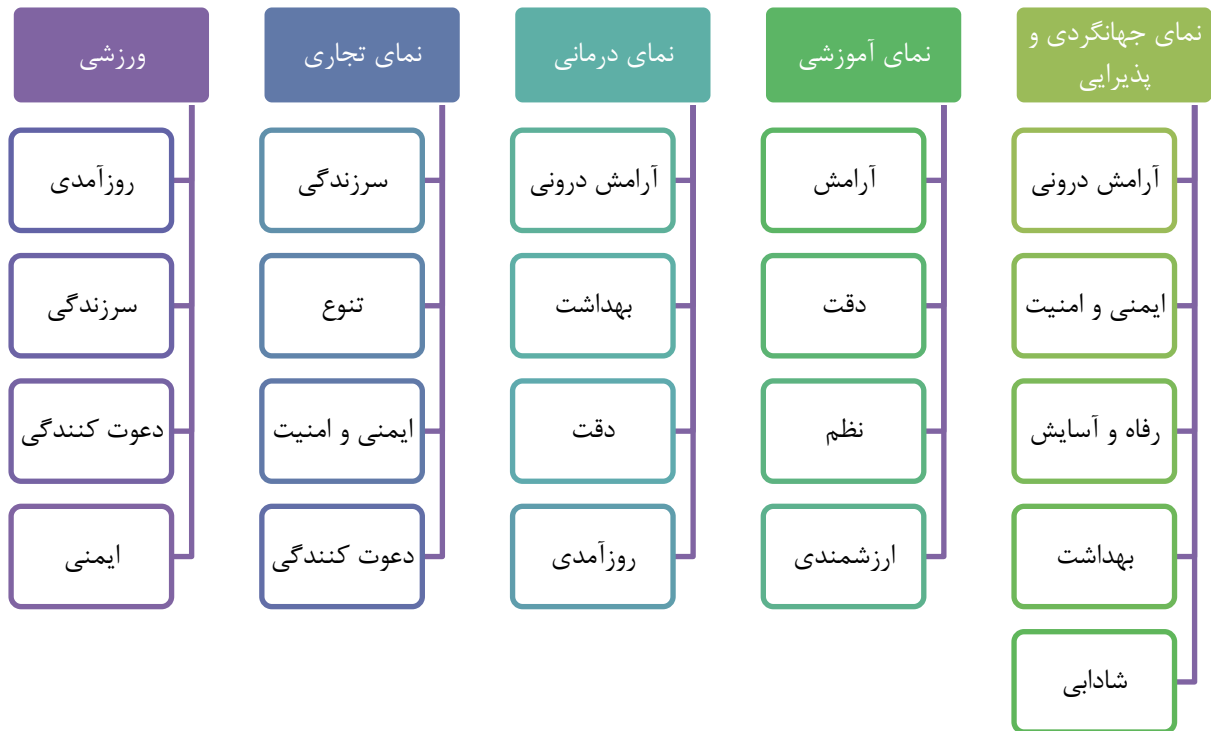 نمای جهانگردی و
پذیرایی
آرامش درونی
ایمنی و امنیت
رفاه و آسایش
بهداشت
شادابی
نمای آموزشی
آرامش
دقت
نظم
ارزشمندی
نمای درمانی
آرامش درونی
بهداشت
دقت
روزآمدی
نمای تجاری
سرزندگی
تنوع
ایمنی و امنیت
دعوت کنندگی
ورزشی
روزآمدی
سرزندگی
دعوت کنندگی
ایمنی